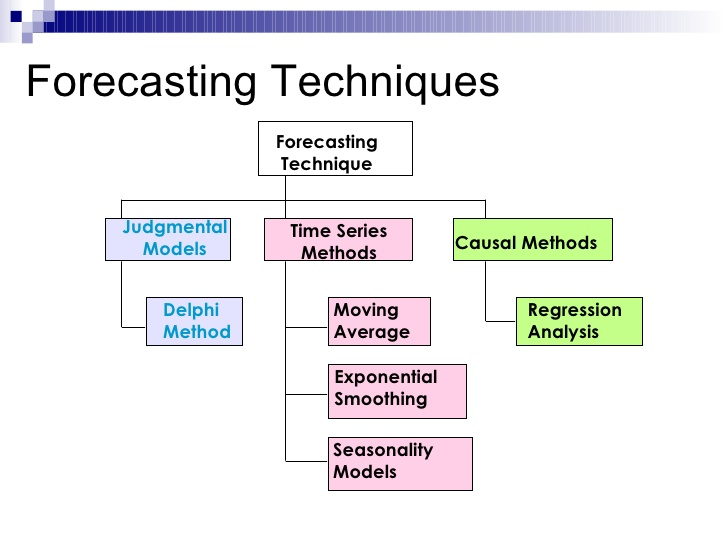 Forecasting Techniques
Forecasting
Technique
Judgmental
Models
Time Series
Methods
Causal Methods
Delphi
Method
Moving
Average
Regression
Analysis
Exponential
Smoothing
Seasonality
Models